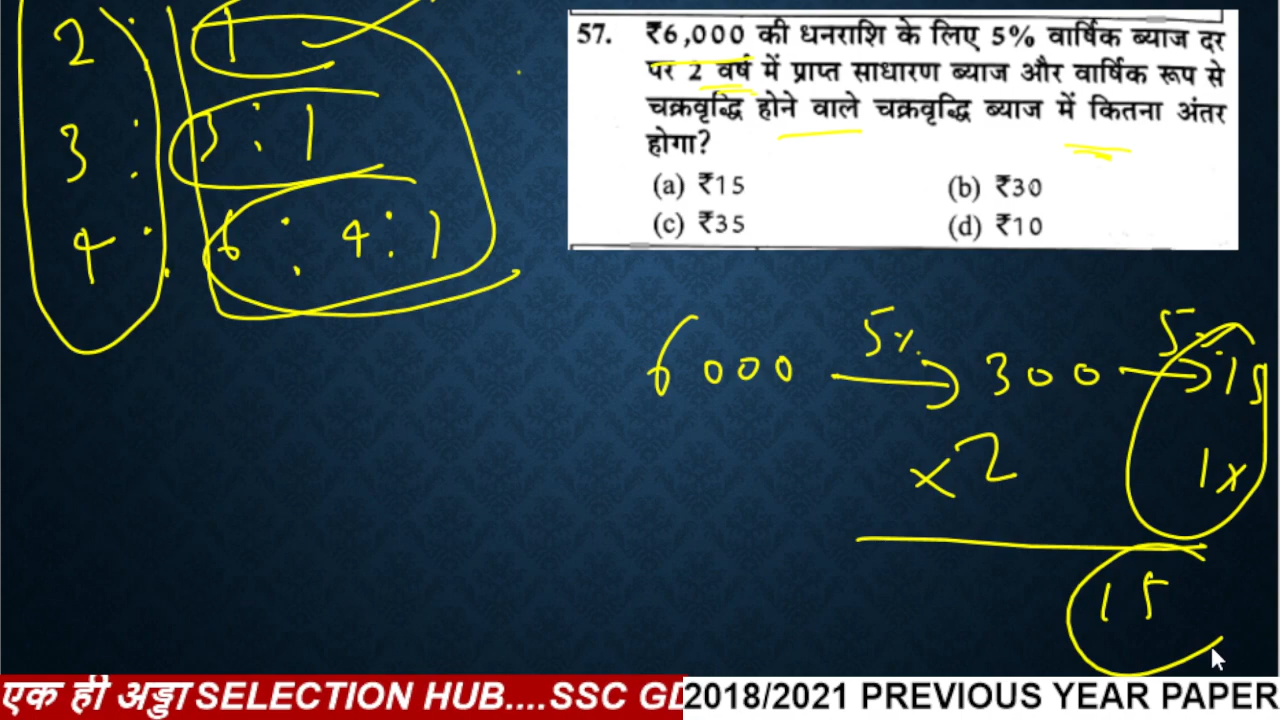 2 : 1
3 : 3 : 1
4 : 6 : 4 : 1
57. ₹6,000 की धनराशि के लिए 5% वार्षिक ब्याज दर
पर 2 वर्ष में प्राप्त साधारण ब्याज और वार्षिक रूप से
चक्रवृद्धि होने वाले चक्रवृद्धि ब्याज में कितना अंतर
होगा?
(a) ₹15 (b) ₹30
(c) ₹35 (d) ₹10
6000 5% 300 5% 15
×2 1×
15
एक ही अड्डा SELECTION HUB....SSC GD
2018/2021 PREVIOUS YEAR PAPER